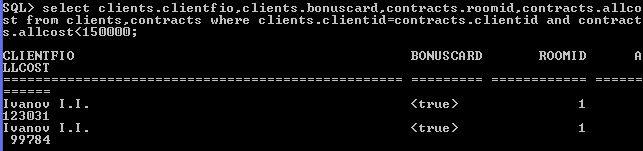 SQL> select clients.clientfio,clients.bonuscard,contracts.roomid,contracts.allco
st from clients,contracts where clients.clientid=contracts.clientid and contract
s.allcost<150000;
CLIENTFIO BONUSCARD ROOMID A
LLCOST
=============================================== ========= ============ =====
======
Ivanov I.I. <true> 1
123031
Ivanov I.I. <true> 1
99784